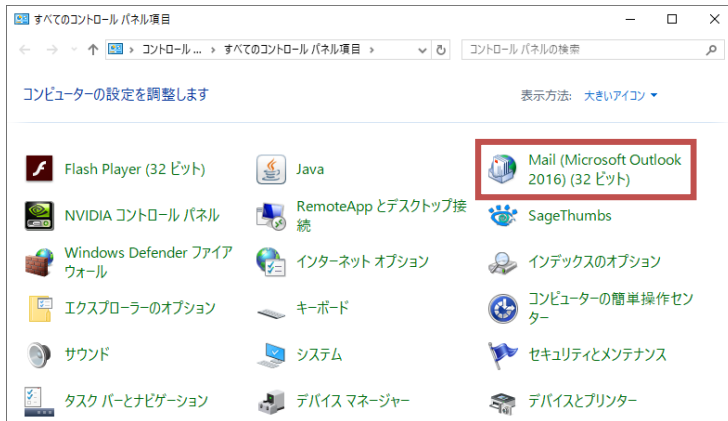 すべてのコントロール パネル項目
コントロール ... › すべてのコントロール パネル項目 ›
コントロール パネルの検索
コンピューターの設定を調整します
表示方法: 大きいアイコン
Flash Player (32 ビット)
Java
Mail (Microsoft Outlook
2016) (32 ビット)
NVIDIA コントロール パネル
RemoteApp とデスクトップ接
続
SageThumbs
Windows Defender ファイア
ウォール
インターネット オプション
インデックスのオプション
エクスプローラーのオプション
キーボード
コンピューターの簡単操作セン
ター
サウンド
システム
セキュリティとメンテナンス
タスク バーとナビゲーション
デバイス マネージャー
デバイスとプリンター